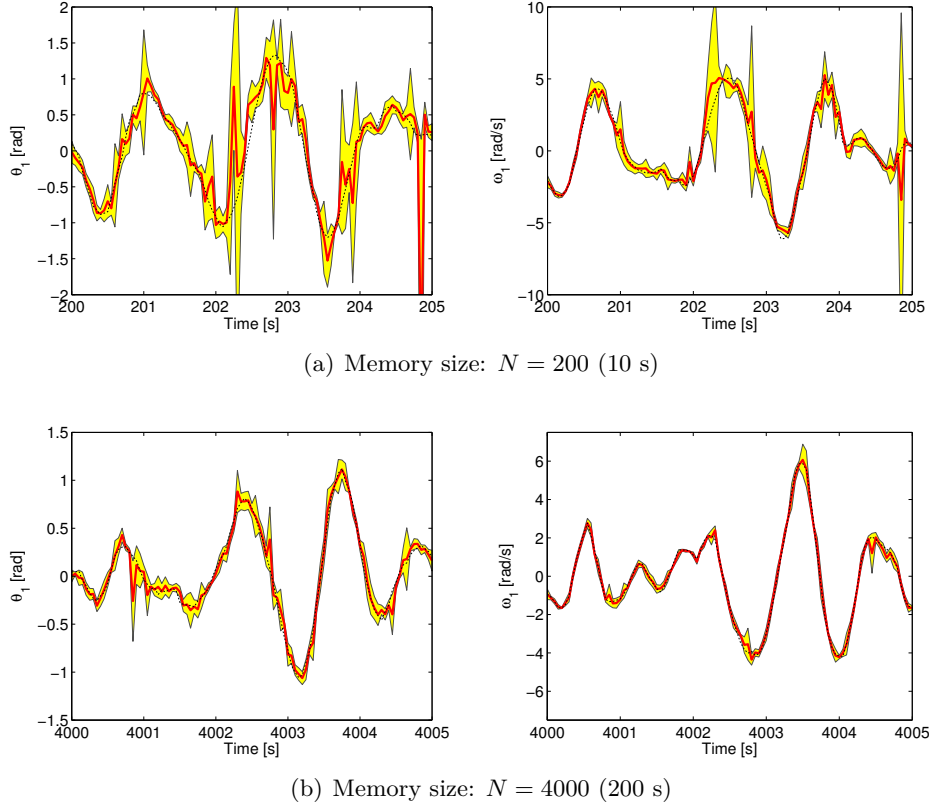 2
1.5
1
0.5
0
−0.5
−1
−1.5
−2
θ1 [rad]
200 201 202 203 204 205
Time [s]
10
5
0
−5
−10
ω1 [rad/s]
200 201 202 203 204 205
Time [s]
(a) Memory size: N = 200 (10 s)
1.5
1
0.5
0
−0.5
−1
−1.5
θ1 [rad]
4000 4001 4002 4003 4004 4005
Time [s]
6
4
2
0
−2
−4
−6
ω1 [rad/s]
4000 4001 4002 4003 4004 4005
Time [s]
(b) Memory size: N = 4000 (200 s)